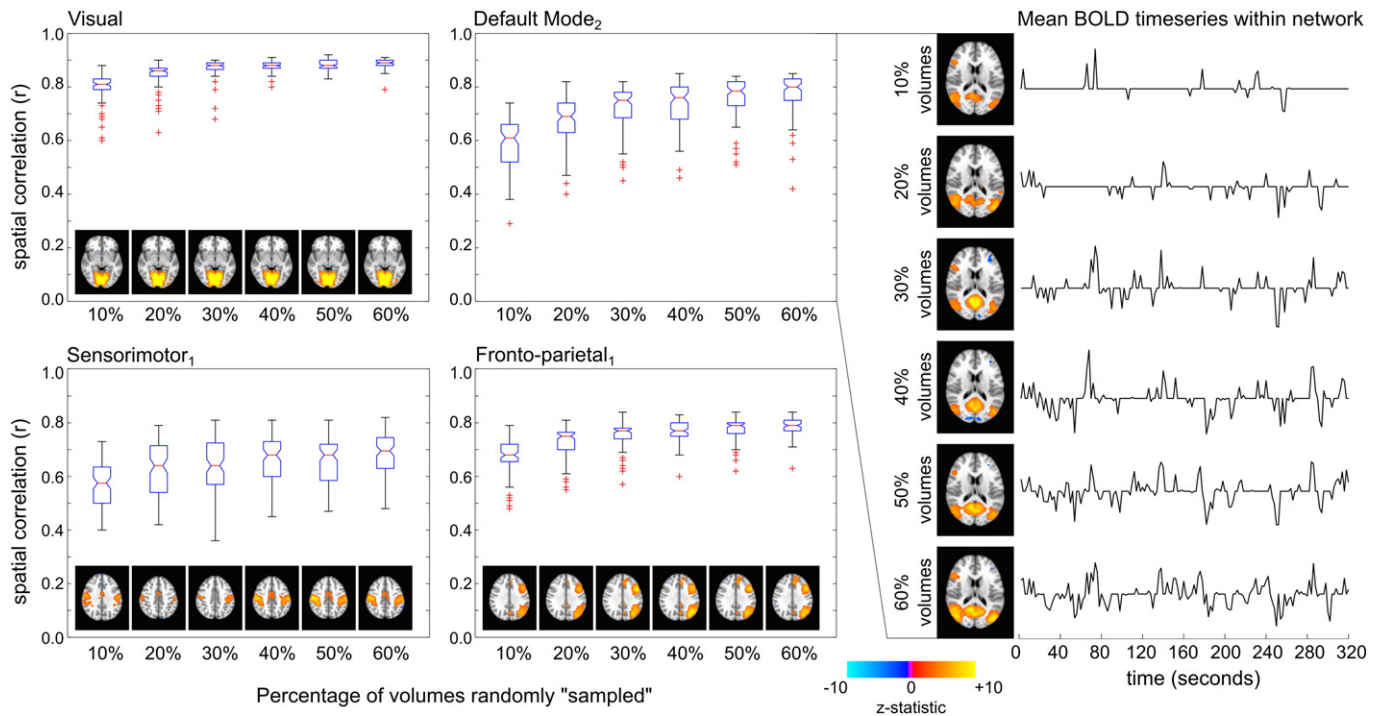 Visual
spatial correlation (r)
1.0
0.8
0.6
0.4
0.2
0.0
10% 20% 30% 40% 50% 60%
Default Mode2
1.0
0.8
0.6
0.4
0.2
0.0
10% 20% 30% 40% 50% 60%
Sensorimotor1
spatial correlation (r)
1.0
0.8
0.6
0.4
0.2
0.0
10% 20% 30% 40% 50% 60%
Fronto-parietal1
1.0
0.8
0.6
0.4
0.2
0.0
10% 20% 30% 40% 50% 60%
Percentage of volumes randomly "sampled"
Mean BOLD timeseries within network
10%
volumes
20%
volumes
30%
volumes
40%
volumes
50%
volumes
60%
volumes
0 40 80 120 160 200 240 280 320
time (seconds)
-10 0 +10
z-statistic